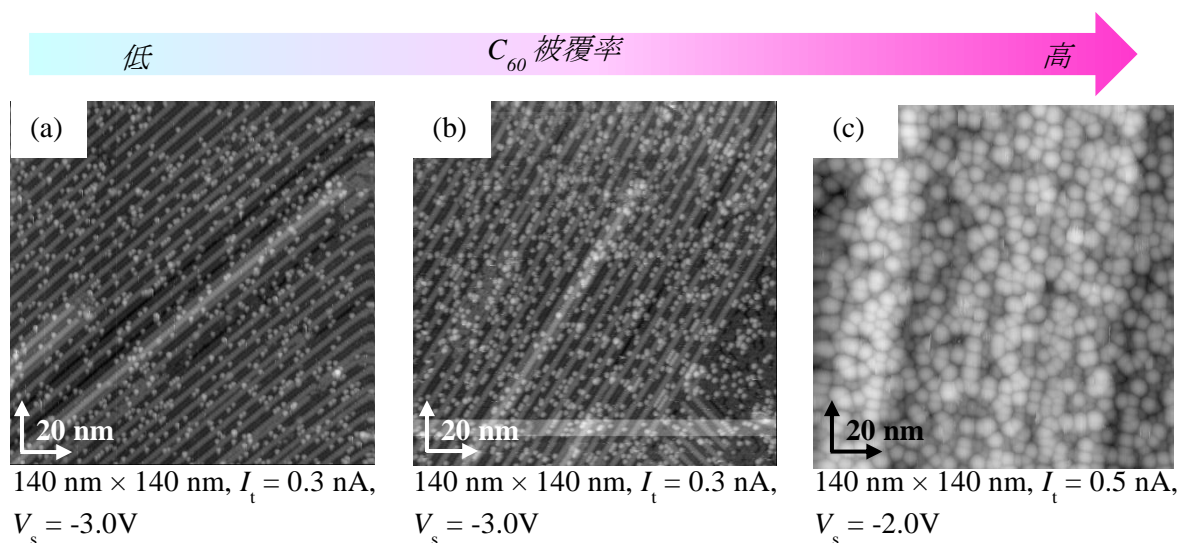 低 C60 被覆率 高
(a) (b) (c)
20 nm 20 nm 20 nm
140 nm × 140 nm, It = 0.3 nA,
Vs = -3.0V
140 nm × 140 nm, It = 0.3 nA,
Vs = -3.0V
140 nm × 140 nm, It = 0.5 nA,
Vs = -2.0V